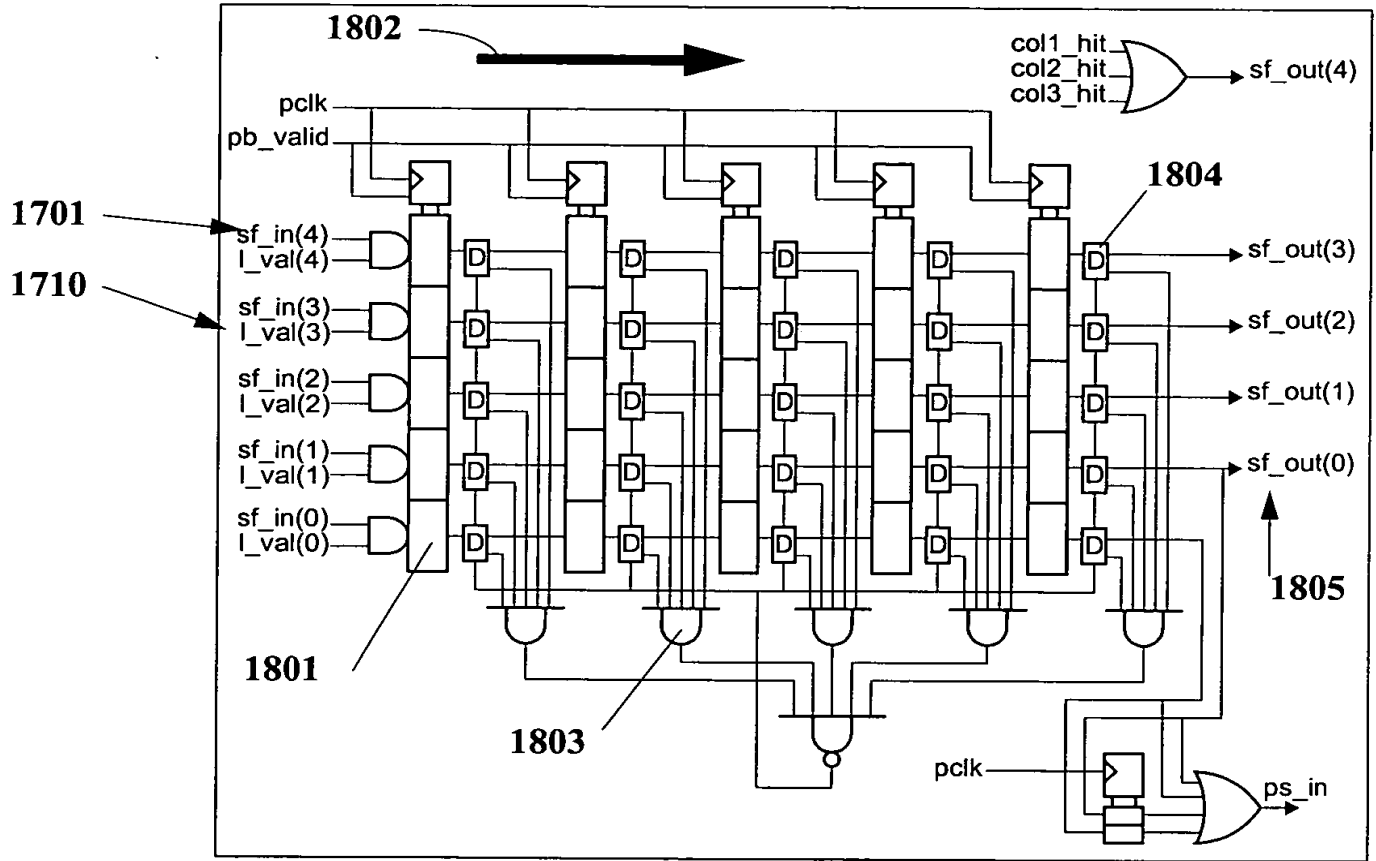 1802
col1_hit
col2_hit
col3_hit
sf_out(4)
pclk
pb_valid
1804
1701
sf_in(4)
l_val(4)
sf_out(3)
1710
sf_in(3)
l_val(3)
sf_out(2)
sf_in(2)
l_val(2)
sf_out(1)
sf_in(1)
l_val(1)
sf_out(0)
sf_in(0)
l_val(0)
D D D D D
D D D D D
D D D D D
D D D D D
D D D D D
1805
1801
1803
pclk
ps_in